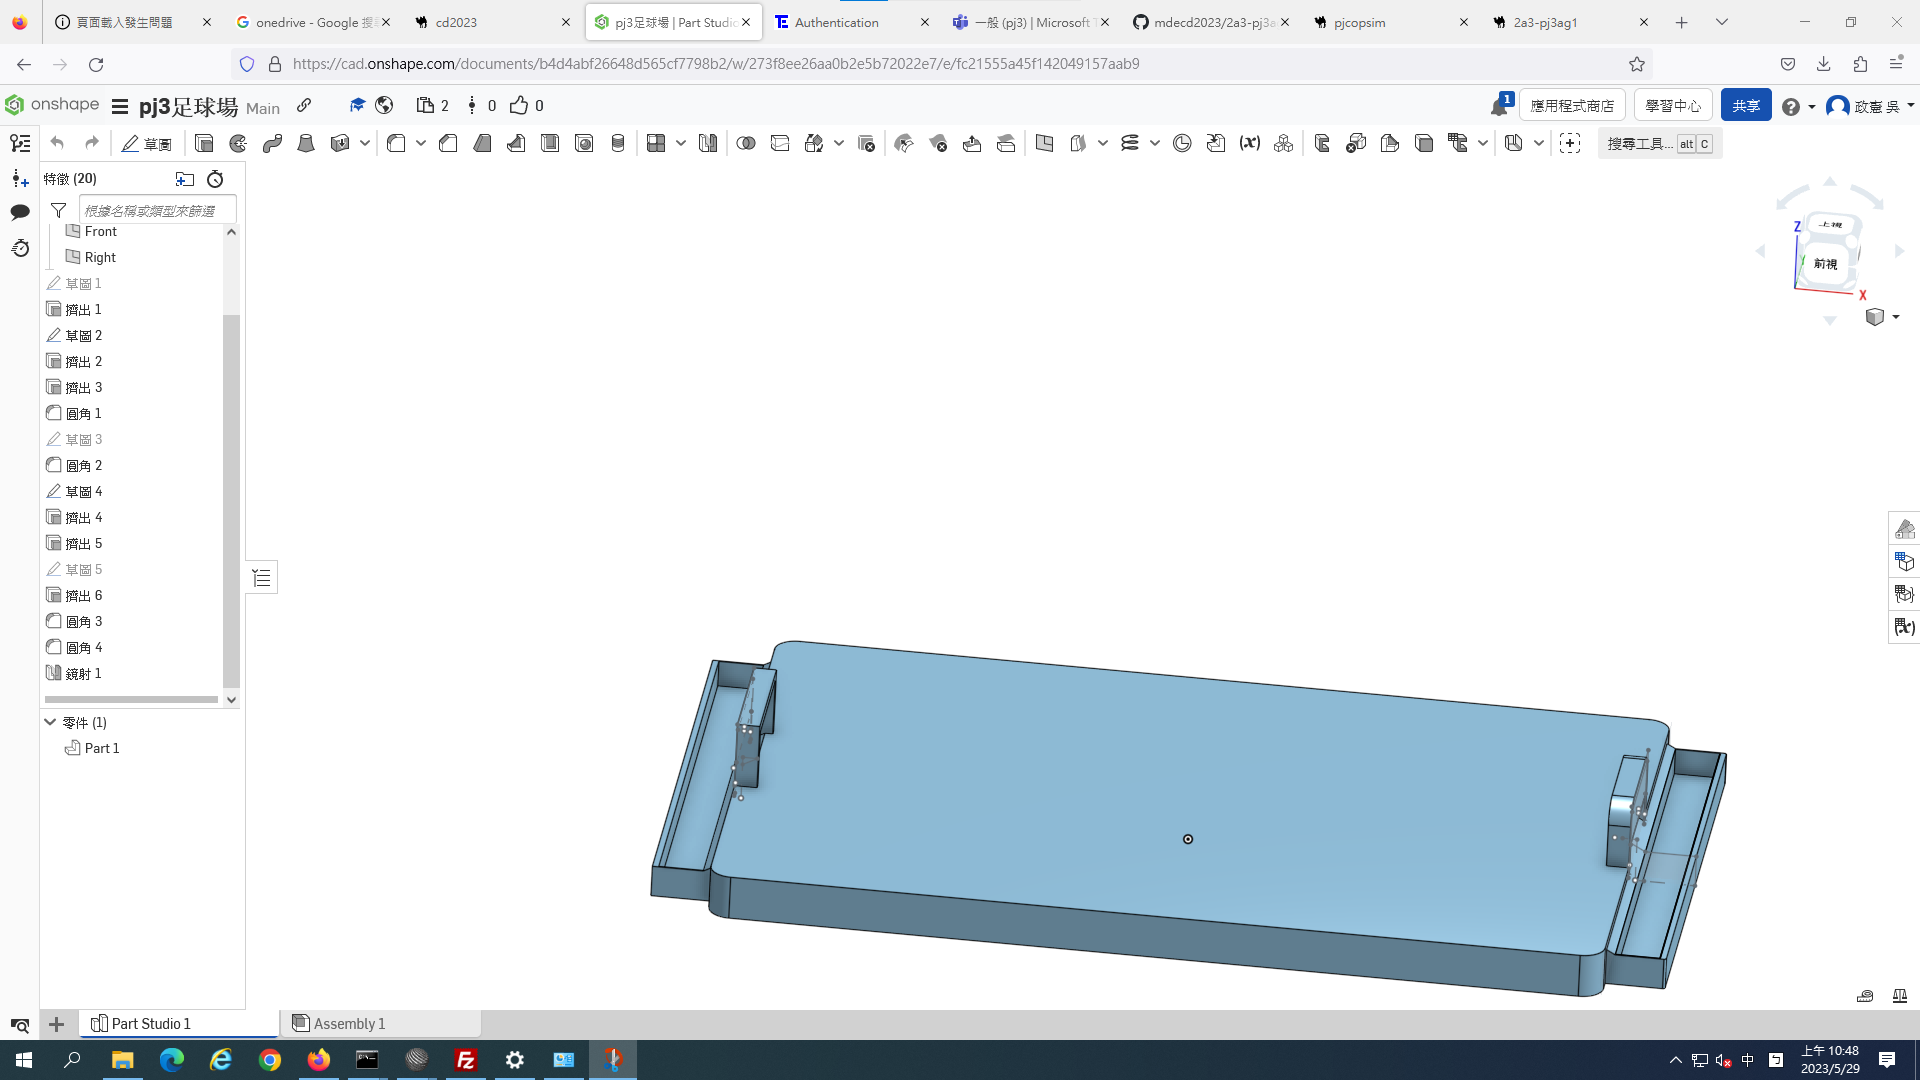 頁面載入發生問題
onedrive - Google 搜
cd2023
pj3足球場 | Part Studio
Authentication
一般 (pj3) | Microsoft T
mdecd2023/2a3-pj3a
pjcopsim
2a3-pj3ag1
https://cad.onshape.com/documents/b4d4abf26648d565cf7798b2/w/273f8ee26aa0b2e5b72022e7/e/fc21555a45f142049157aab9
onshape
pj3足球場 Main
2
0
0
1
應用程式商店
學習中心
共享
政憲 吳
草圖
(x)
搜尋工具... alt C
特徵 (20)
根據名稱或類型來篩選
Front
Right
草圖 1
擠出 1
草圖 2
擠出 2
擠出 3
圓角 1
草圖 3
圓角 2
草圖 4
擠出 4
擠出 5
草圖 5
擠出 6
圓角 3
圓角 4
鏡射 1
零件 (1)
Part 1
Z
上視
前視
X
(x)
Part Studio 1
Assembly 1
中
上午 10:48
2023/5/29